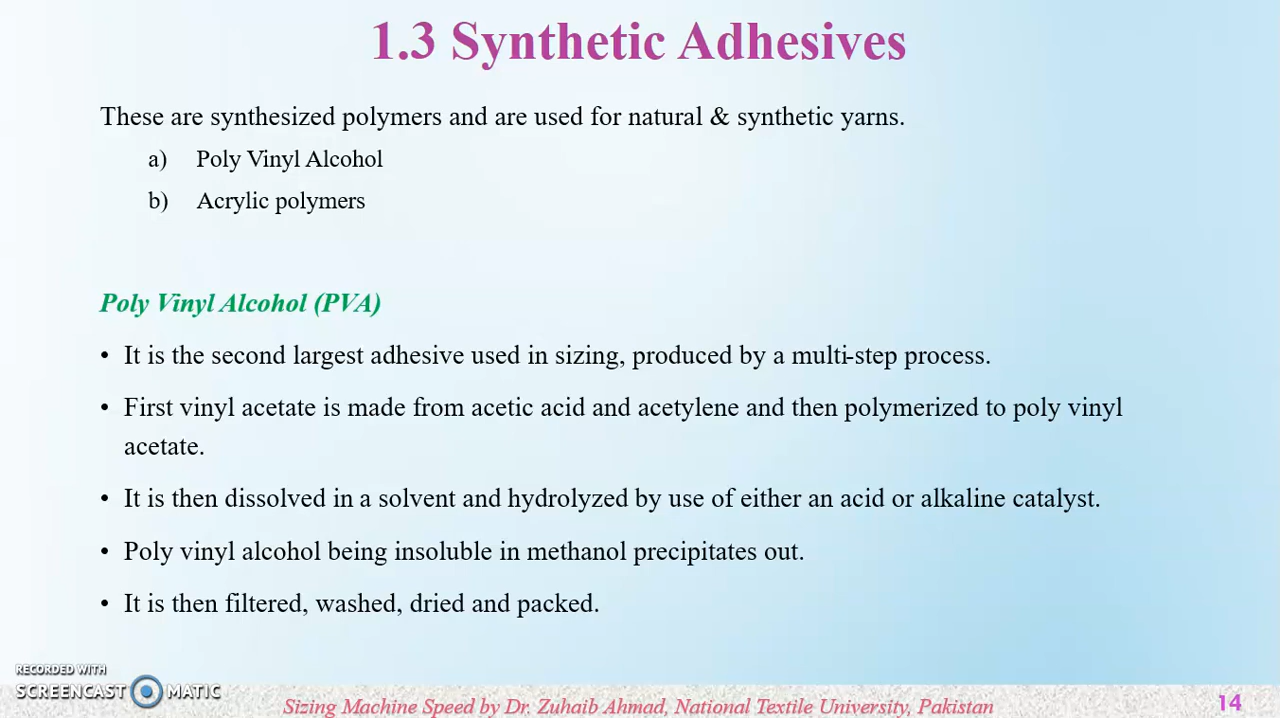 1.3 Synthetic Adhesives
These are synthesized polymers and are used for natural & synthetic yarns.
a) Poly Vinyl Alcohol
b) Acrylic polymers
Poly Vinyl Alcohol (PVA)
• It is the second largest adhesive used in sizing, produced by a multi-step process.
• First vinyl acetate is made from acetic acid and acetylene and then polymerized to poly vinyl
acetate.
• It is then dissolved in a solvent and hydrolyzed by use of either an acid or alkaline catalyst.
• Poly vinyl alcohol being insoluble in methanol precipitates out.
• It is then filtered, washed, dried and packed.
RECORDED WITH
SCREENCAST MATIC
Sizing Machine Speed by Dr. Zuhaib Ahmad, National Textile University, Pakistan
14